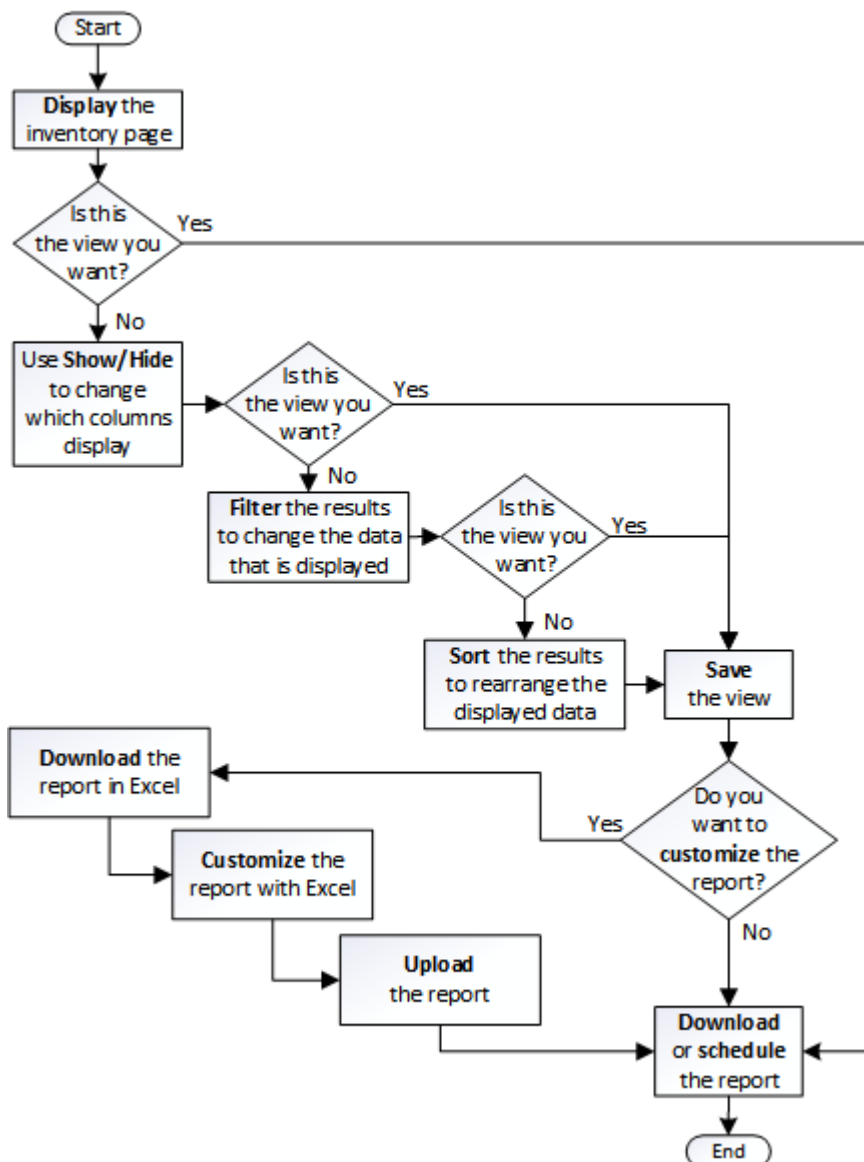 Start
Display the
inventory page
Is this
the view you
want?
Yes
No
Use Show/Hide
to change
which columns
display
Is this
the view you
want?
Yes
No
Filter the results
to change the data
that is displayed
Is this
the view you
want?
Yes
No
Sort the results
to rearrange the
displayed data
Save
the view
Do you
want to
customize the
report?
Yes
No
Download the
report in Excel
Customize the
report with Excel
Upload
the report
Download
or schedule
the report
End